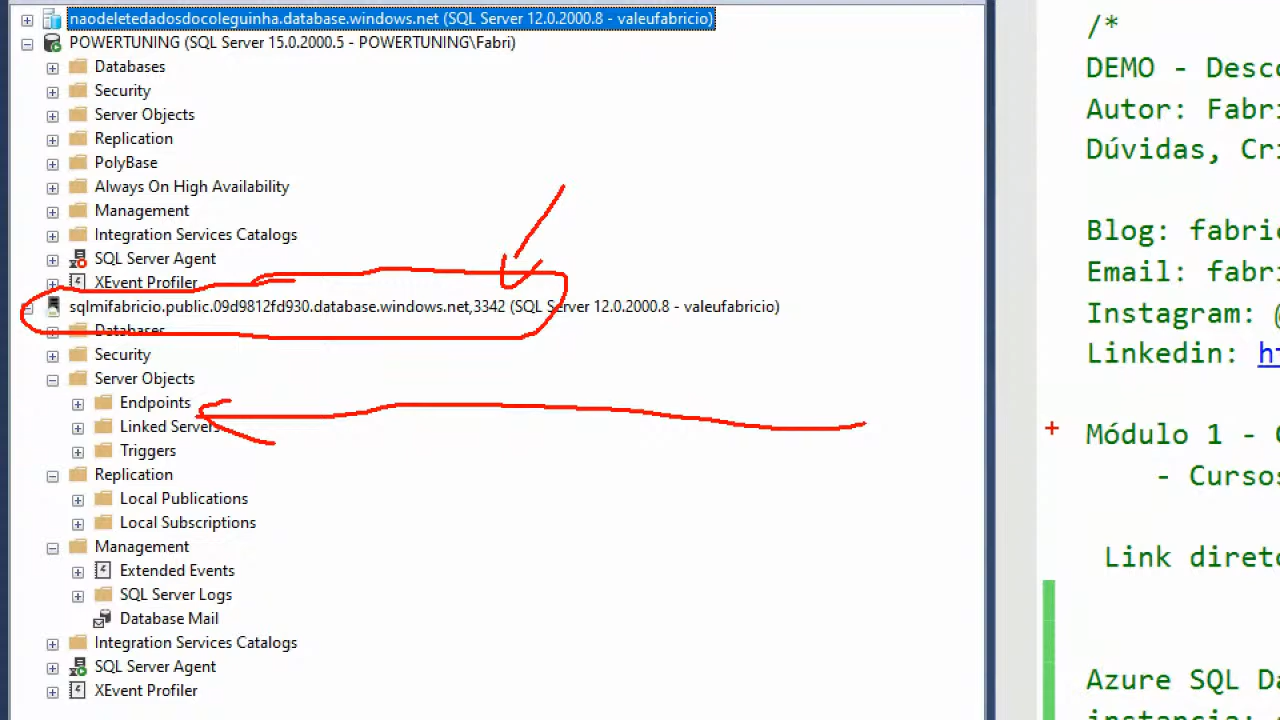 naodeletedadosdocoleguinha.database.windows.net (SQL Server 12.0.2000.8 - valeufabricio)
POWERTUNING (SQL Server 15.0.2000.5 - POWERTUNING\Fabri)
Databases
Security
Server Objects
Replication
PolyBase
Always On High Availability
Management
Integration Services Catalogs
SQL Server Agent
XEvent Profiler
sqlmifabricio.public.09d9812fd930.database.windows.net,3342 (SQL Server 12.0.2000.8 - valeufabricio)
Databases
Security
Server Objects
Endpoints
Linked Servers
Triggers
Replication
Local Publications
Local Subscriptions
Management
Extended Events
SQL Server Logs
Database Mail
Integration Services Catalogs
SQL Server Agent
XEvent Profiler
/*
DEMO - Desco
Autor: Fabri
Dúvidas, Cri
Blog: fabric
Email: fabri
Instagram: @
Linkedin: ht
Módulo 1 - C
- Cursos
Link direto
Azure SQL Da
instancia: